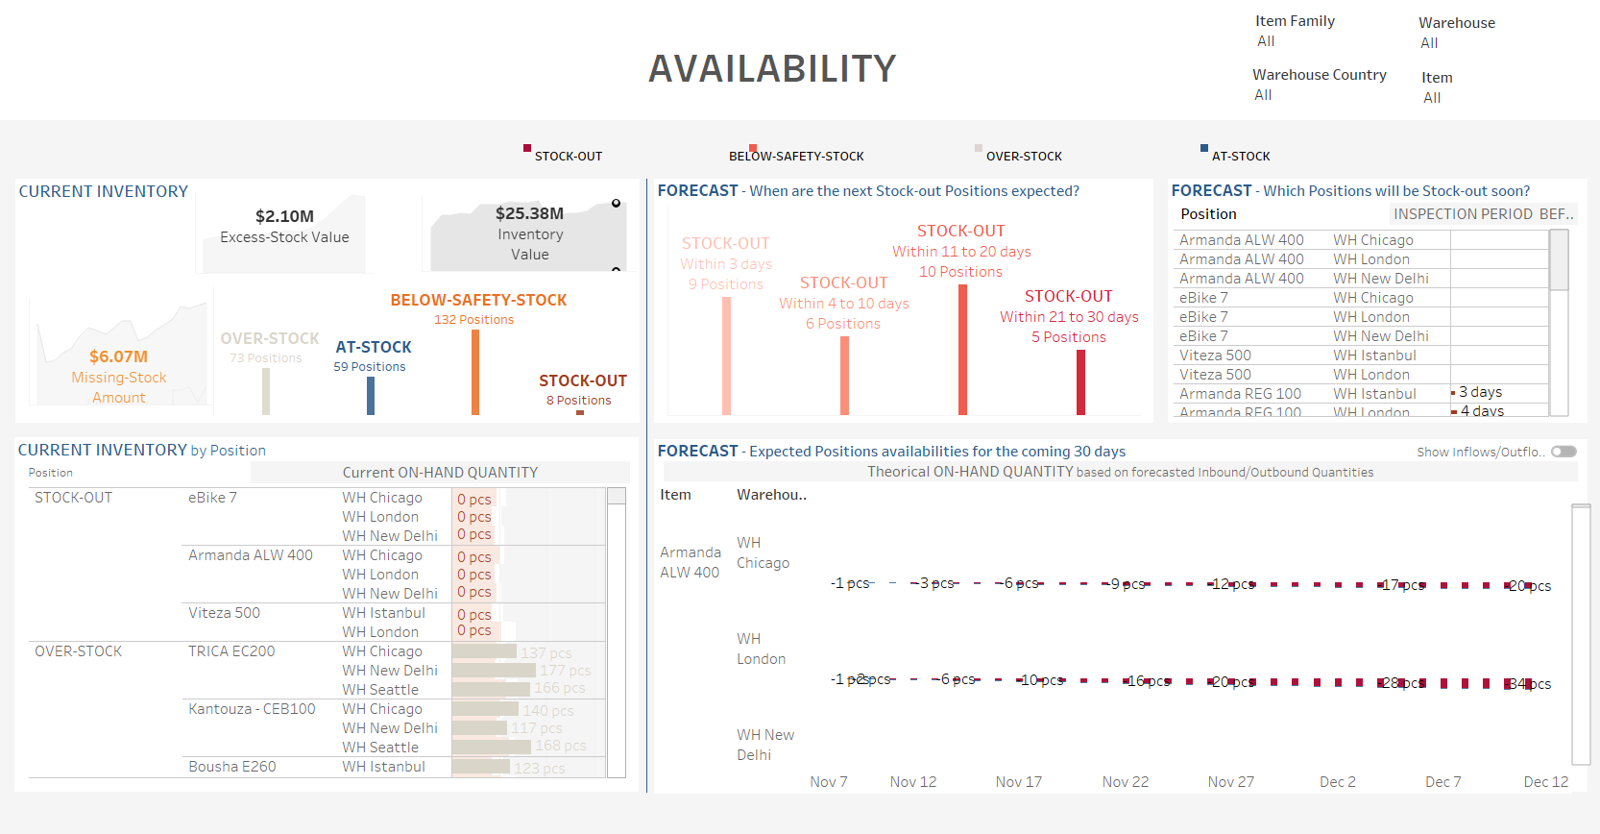 AVAILABILITY
Item Family
All
Warehouse
All
Warehouse Country
All
Item
All
STOCK-OUT
BELOW-SAFETY-STOCK
OVER-STOCK
AT-STOCK
CURRENT INVENTORY
$2.10M
Excess-Stock Value
$25.38M
Inventory
Value
$6.07M
Missing-Stock
Amount
OVER-STOCK
73 Positions
AT-STOCK
59 Positions
BELOW-SAFETY-STOCK
132 Positions
STOCK-OUT
8 Positions
FORECAST - When are the next Stock-out Positions expected?
STOCK-OUT
Within 3 days
9 Positions
STOCK-OUT
Within 4 to 10 days
6 Positions
STOCK-OUT
Within 11 to 20 days
10 Positions
STOCK-OUT
Within 21 to 30 days
5 Positions
FORECAST - Which Positions will be Stock-out soon?
Position INSPECTION PERIOD BEF..
Armanda ALW 400 WH Chicago
Armanda ALW 400 WH London
Armanda ALW 400 WH New Delhi
eBike 7 WH Chicago
eBike 7 WH London
eBike 7 WH New Delhi
Viteza 500 WH Istanbul
Viteza 500 WH London
Armanda REG 100 WH Istanbul 3 days
Armanda REG 100 WH London 4 days
CURRENT INVENTORY by Position
Position Current ON-HAND QUANTITY
STOCK-OUT eBike 7 WH Chicago 0 pcs
WH London 0 pcs
WH New Delhi 0 pcs
Armanda ALW 400 WH Chicago 0 pcs
WH London 0 pcs
WH New Delhi 0 pcs
Viteza 500 WH Istanbul 0 pcs
WH London 0 pcs
OVER-STOCK TRICA EC200 WH Chicago 137 pcs
WH New Delhi 177 pcs
WH Seattle 166 pcs
Kantouza - CEB100 WH Chicago 140 pcs
WH New Delhi 117 pcs
WH Seattle 168 pcs
Bousha E260 WH Istanbul 123 pcs
FORECAST - Expected Positions availabilities for the coming 30 days
Show Inflows/Outflo..
Theorical ON-HAND QUANTITY based on forecasted Inbound/Outbound Quantities
Item Warehou..
Armanda
ALW 400
WH
Chicago
-1 pcs -3 pcs -6 pcs -9 pcs -12 pcs -17 pcs -20 pcs
WH
London
-1 pcs -2 pcs -6 pcs -10 pcs -16 pcs -20 pcs -28 pcs -34 pcs
WH New
Delhi
Nov 7 Nov 12 Nov 17 Nov 22 Nov 27 Dec 2 Dec 7 Dec 12